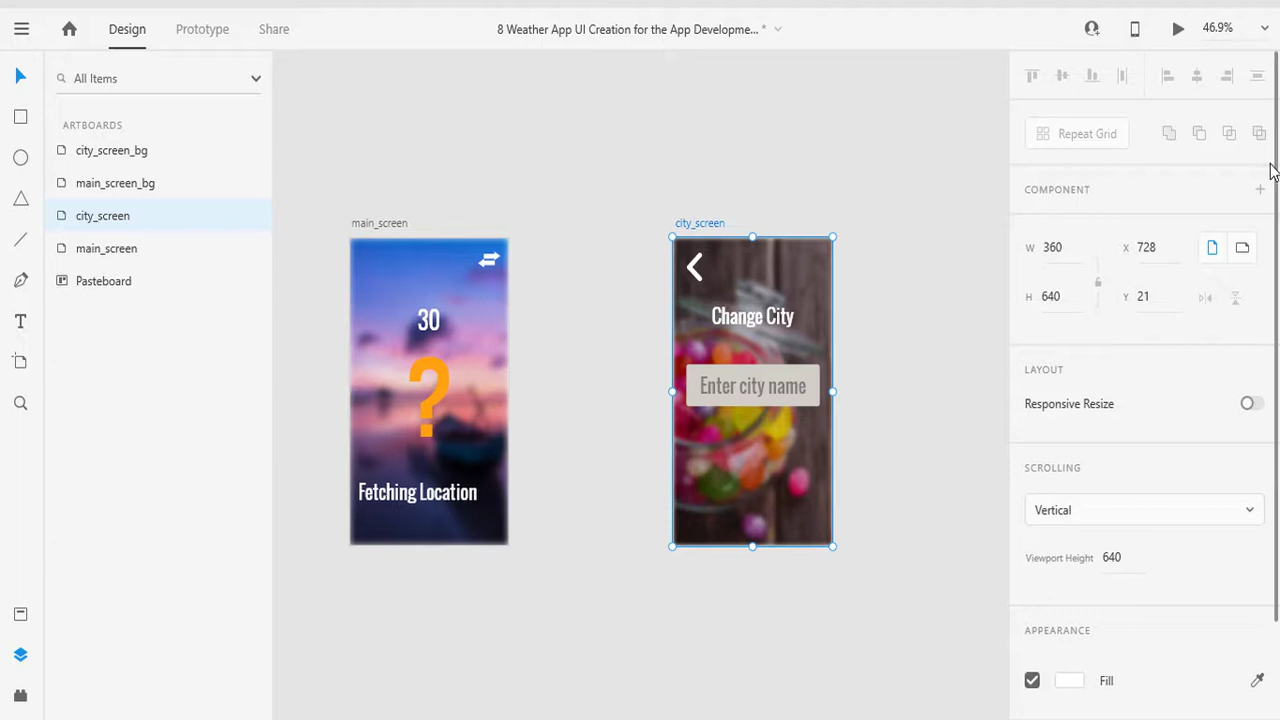 Design
Prototype
Share
8 Weather App UI Creation for the App Developme... *
46.9%
All Items
ARTBOARDS
city_screen_bg
main_screen_bg
city_screen
main_screen
Pasteboard
main_screen
30
?
Fetching Location
city_screen
Change City
Enter city name
Repeat Grid
COMPONENT
W 360 X 728
H 640 Y 21
LAYOUT
Responsive Resize
SCROLLING
Vertical
Viewport Height 640
APPEARANCE
Fill